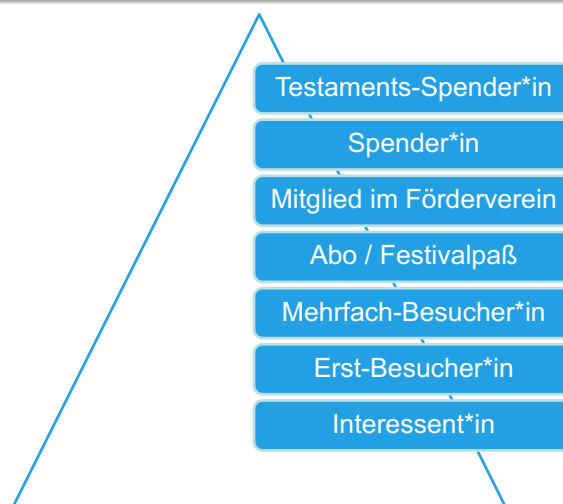 Testaments-Spender*in
Spender*in
Mitglied im Förderverein
Abo / Festivalpaß
Mehrfach-Besucher*in
Erst-Besucher*in
Interessent*in